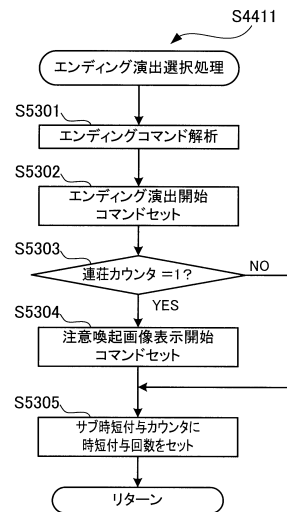 S4411
エンディング演出選択処理
S5301
エンディングコマンド解析
S5302
エンディング演出開始
コマンドセット
S5303
連荘カウンタ =1?
NO
YES
S5304
注意喚起画像表示開始
コマンドセット
S5305
サブ時短付与カウンタに
時短付与回数をセット
リターン